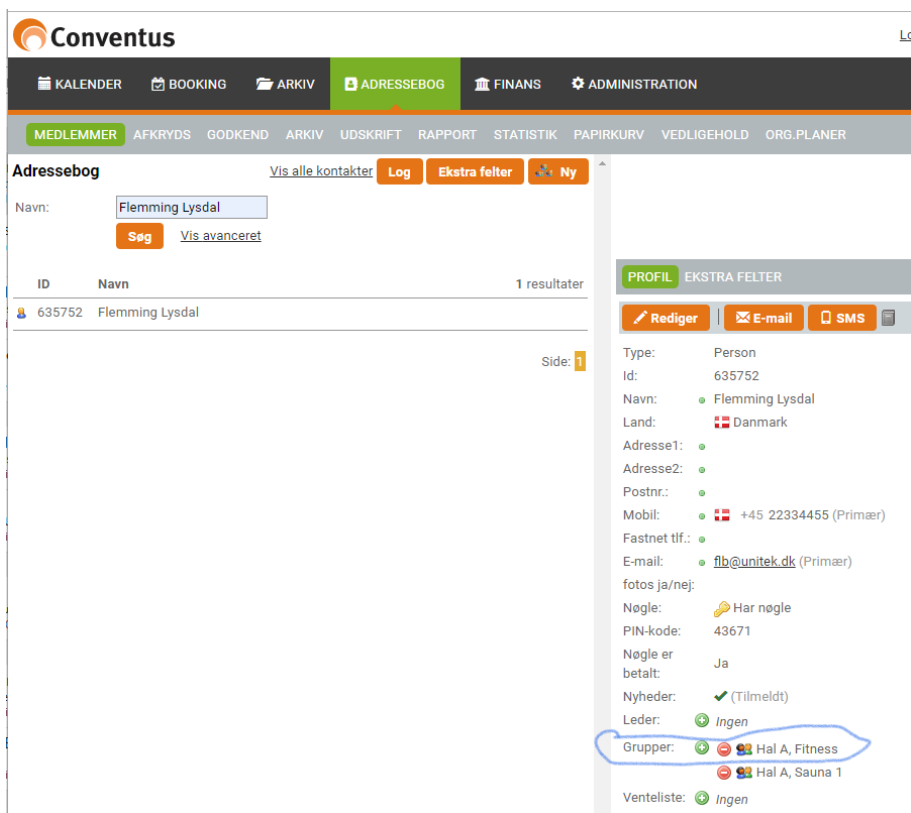 Conventus
Lo
KALENDER BOOKING ARKIV ADRESSEBOG FINANS ADMINISTRATION
MEDLEMMER AFKRYDS GODKEND ARKIV UDSKRIFT RAPPORT STATISTIK PAPIRKURV VEDLIGEHOLD ORG.PLANER
Adressebog Vis alle kontakter Log Ekstra felter Ny
Navn: Flemming Lysdal
Søg Vis avanceret
ID Navn 1 resultater
635752 Flemming Lysdal
Side: 1
PROFIL EKSTRA FELTER
Rediger E-mail SMS
Type: Person
Id: 635752
Navn: Flemming Lysdal
Land: Danmark
Adresse1:
Adresse2:
Postnr.:
Mobil: +45 22334455 (Primær)
Fastnet tlf.:
E-mail: flb@unitek.dk (Primær)
fotos ja/nej:
Nøgle: Har nøgle
PIN-kode: 43671
Nøgle er
betalt: Ja
Nyheder: (Tilmeldt)
Leder: Ingen
Grupper: Hal A, Fitness
Hal A, Sauna 1
Venteliste: Ingen